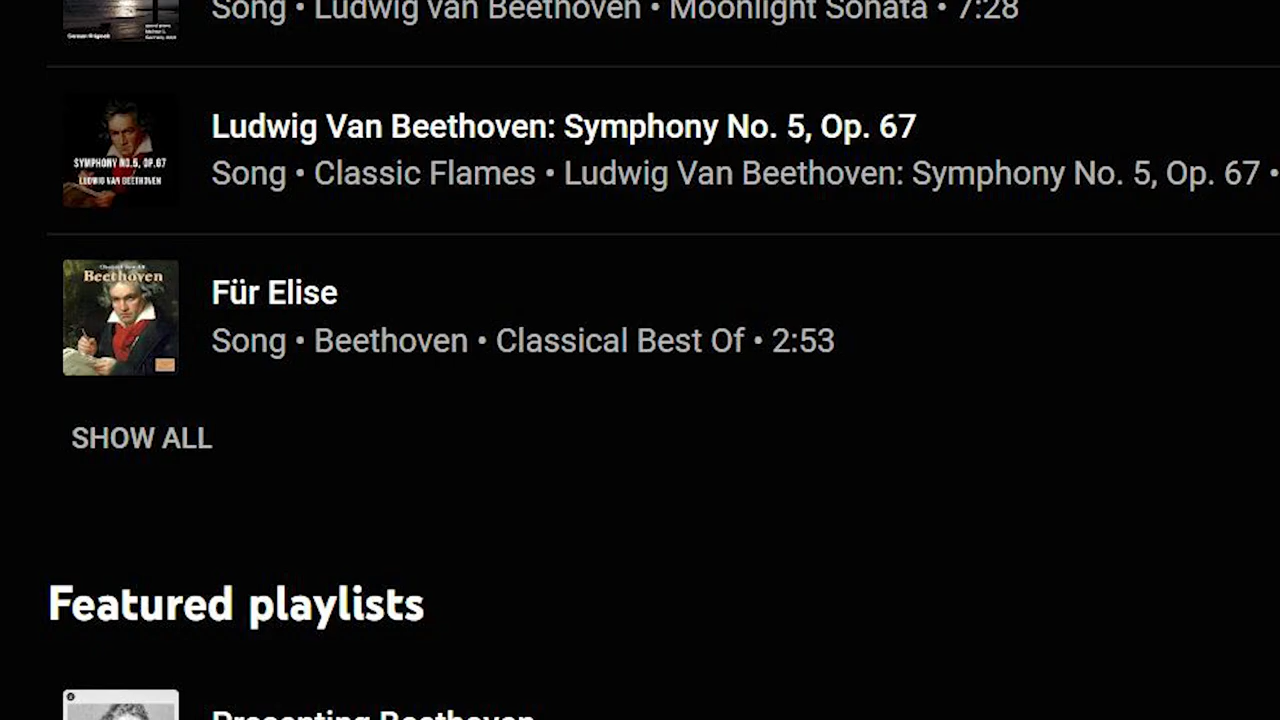 Song • Ludwig van Beethoven • Moonlight Sonata • 7:28
SYMPHONY NO.5, OP.67
LUDWIG VAN BEETHOVEN
Ludwig Van Beethoven: Symphony No. 5, Op. 67
Song • Classic Flames • Ludwig Van Beethoven: Symphony No. 5, Op. 67 •
Beethoven
Für Elise
Song • Beethoven • Classical Best Of • 2:53
SHOW ALL
Featured playlists
Presenting Beethoven